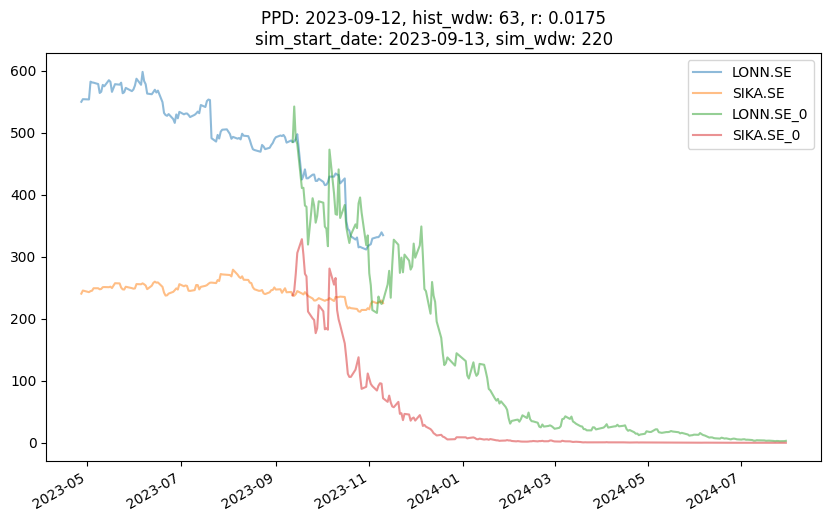 PPD: 2023-09-12, hist_wdw: 63, r: 0.0175
sim_start_date: 2023-09-13, sim_wdw: 220
LONN.SE
SIKA.SE
LONN.SE_0
SIKA.SE_0
600
500
400
300
200
100
0
2023-05
2023-07
2023-09
2023-11
2024-01
2024-03
2024-05
2024-07